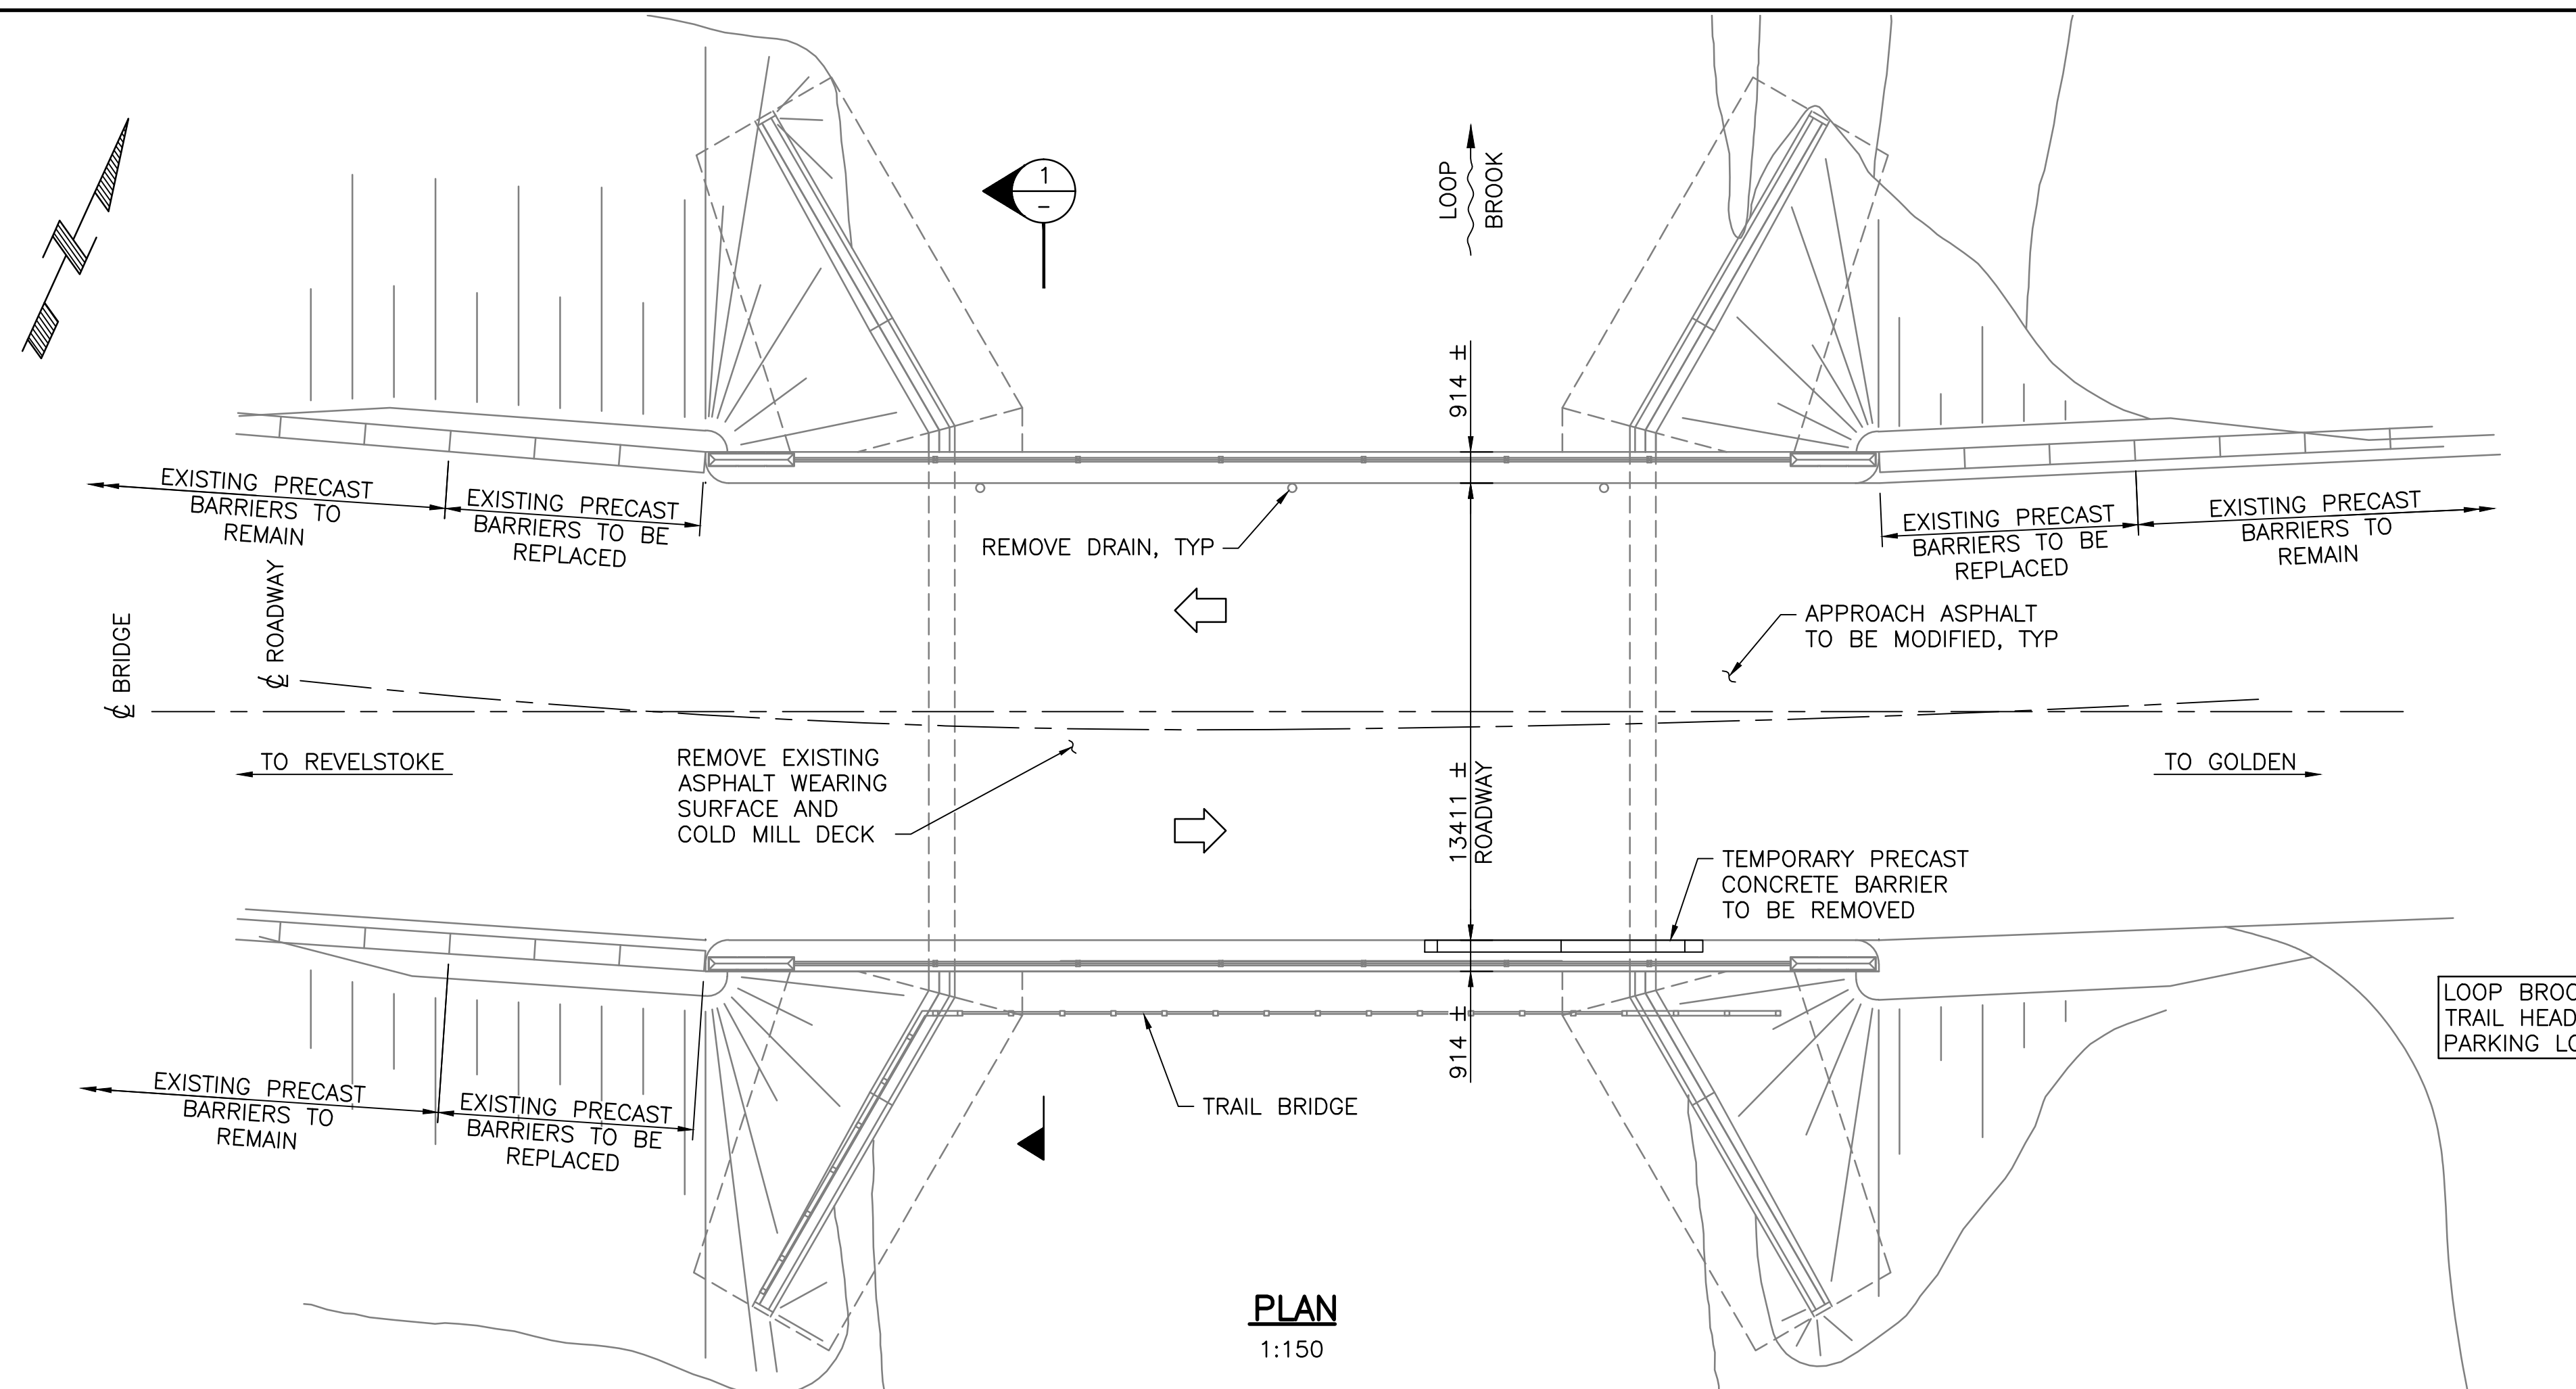 1
–
LOOP
BROOK
914 ±
EXISTING PRECAST
BARRIERS TO
REMAIN
EXISTING PRECAST
BARRIERS TO BE
REPLACED
REMOVE DRAIN, TYP
EXISTING PRECAST
BARRIERS TO BE
REPLACED
EXISTING PRECAST
BARRIERS TO
REMAIN
℄ BRIDGE
℄ ROADWAY
APPROACH ASPHALT
TO BE MODIFIED, TYP
TO REVELSTOKE
REMOVE EXISTING
ASPHALT WEARING
SURFACE AND
COLD MILL DECK
13411 ±
ROADWAY
TO GOLDEN
TEMPORARY PRECAST
CONCRETE BARRIER
TO BE REMOVED
LOOP
TRAIL HEAD
PARKING
914 ±
EXISTING PRECAST
BARRIERS TO
REMAIN
EXISTING PRECAST
BARRIERS TO BE
REPLACED
TRAIL BRIDGE
PLAN
1:150